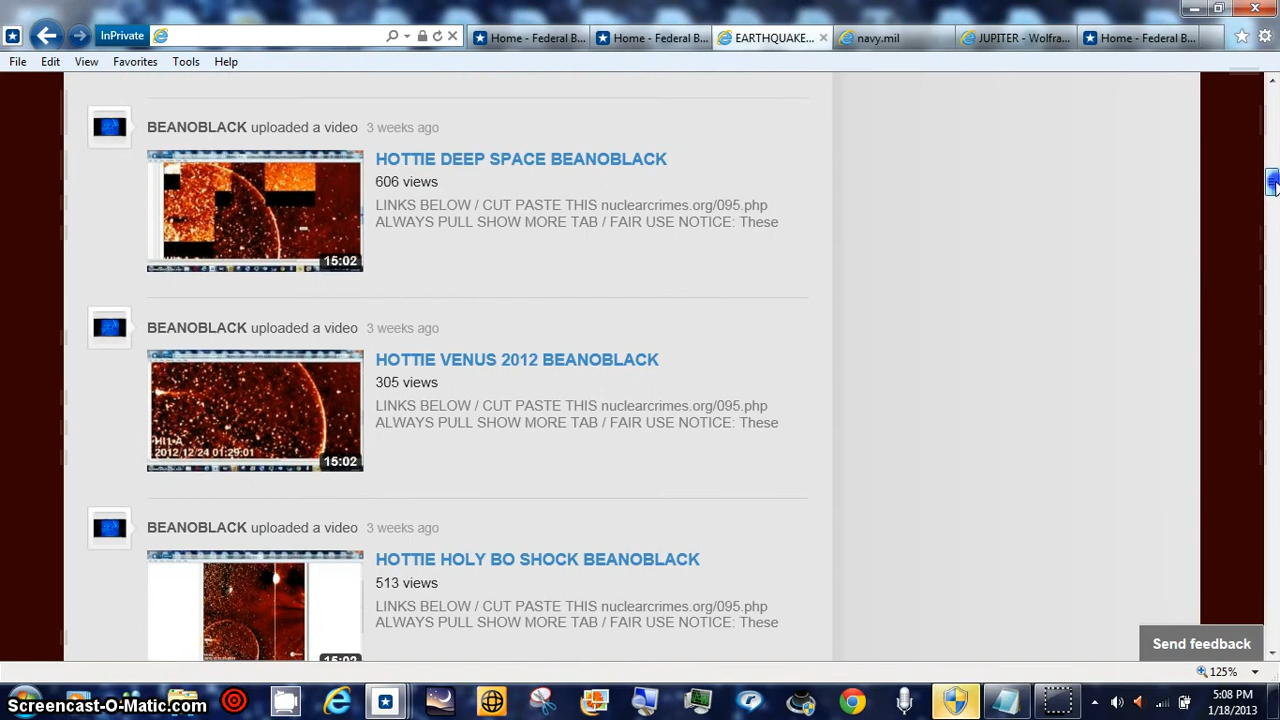 InPrivate
Home - Federal B...
Home - Federal B...
EARTHQUAKE...
navy.mil
JUPITER - Wolfra...
Home - Federal B...
File Edit View Favorites Tools Help
BEANOBLACK uploaded a video 3 weeks ago
HOTTIE DEEP SPACE BEANOBLACK
606 views
LINKS BELOW / CUT PASTE THIS nuclearcrimes.org/095.php
ALWAYS PULL SHOW MORE TAB / FAIR USE NOTICE: These
15:02
BEANOBLACK uploaded a video 3 weeks ago
HOTTIE VENUS 2012 BEANOBLACK
305 views
LINKS BELOW / CUT PASTE THIS nuclearcrimes.org/095.php
ALWAYS PULL SHOW MORE TAB / FAIR USE NOTICE: These
HI1-A
2012 12 24 01:29:01
15:02
BEANOBLACK uploaded a video 3 weeks ago
HOTTIE HOLY BO SHOCK BEANOBLACK
513 views
LINKS BELOW / CUT PASTE THIS nuclearcrimes.org/095.php
ALWAYS PULL SHOW MORE TAB / FAIR USE NOTICE: These
15:02
Send feedback
125%
5:08 PM
1/18/2013
Screencast-O-Matic.com